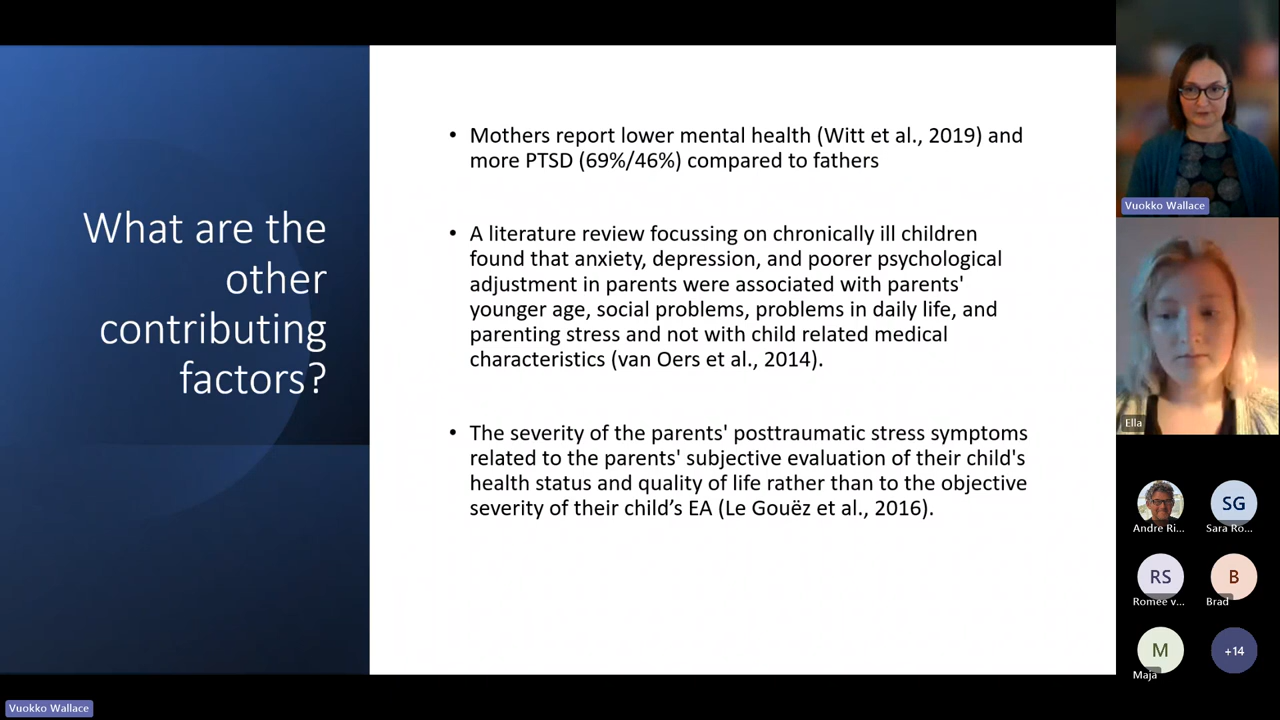 What are the
other
contributing
factors?
• Mothers report lower mental health (Witt et al., 2019) and
more PTSD (69%/46%) compared to fathers
• A literature review focussing on chronically ill children
found that anxiety, depression, and poorer psychological
adjustment in parents were associated with parents'
younger age, social problems, problems in daily life, and
parenting stress and not with child related medical
characteristics (van Oers et al., 2014).
• The severity of the parents' posttraumatic stress symptoms
related to the parents' subjective evaluation of their child's
health status and quality of life rather than to the objective
severity of their child’s EA (Le Gouëz et al., 2016).
Vuokko Wallace
Ella
Andre Ri...
SG
Sara Ro...
RS
Romee v...
B
Brad
M
Maja
+14
Vuokko Wallace